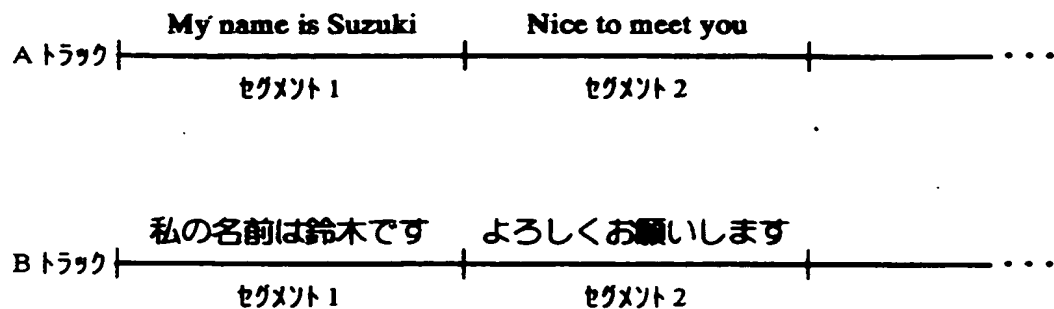 My name is Suzuki Nice to meet you
A トラック ・・・
セグメント 1 セグメント 2
私の名前は鈴木です よろしくお願いします
B トラック ・・・
セグメント 1 セグメント 2